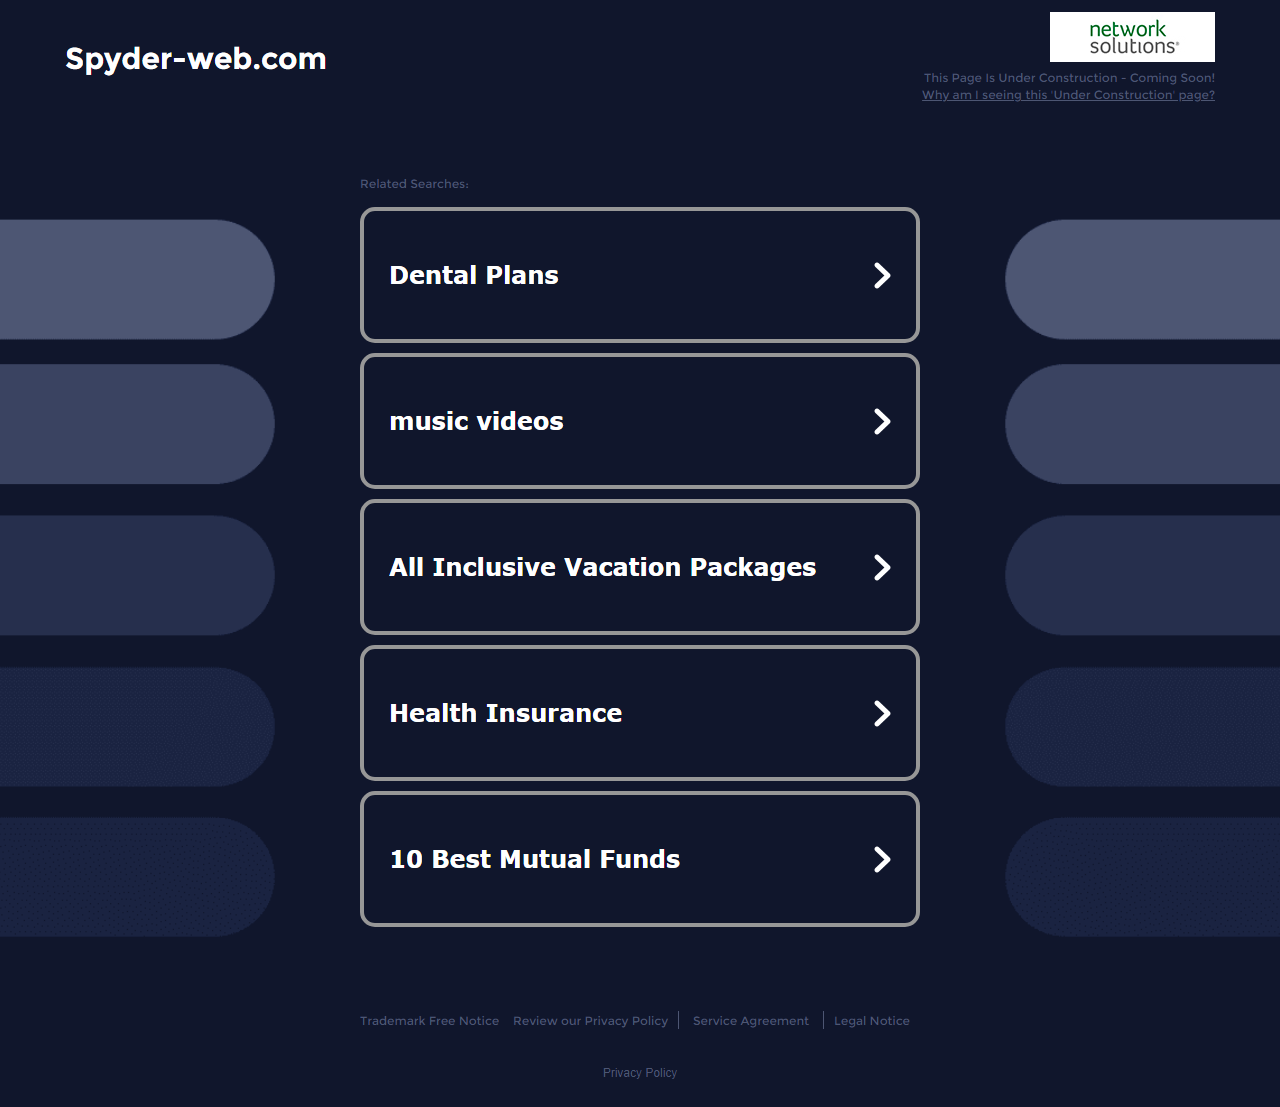 Spyder-web.com
network
solutions®
This Page Is Under Construction - Coming Soon!
Why am I seeing this 'Under Construction' page?
Related Searches:
Dental Plans
music videos
All Inclusive Vacation Packages
Health Insurance
10 Best Mutual Funds
Trademark Free Notice Review our Privacy Policy Service Agreement Legal Notice
Privacy Policy